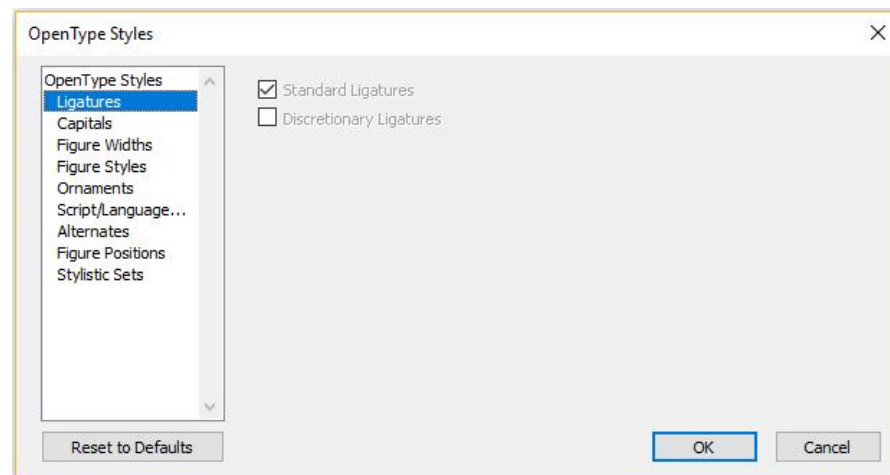 OpenType Styles
OpenType Styles
Ligatures
Capitals
Figure Widths
Figure Styles
Ornaments
Script/Language...
Alternates
Figure Positions
Stylistic Sets
Standard Ligatures
Discretionary Ligatures
Reset to Defaults
OK
Cancel